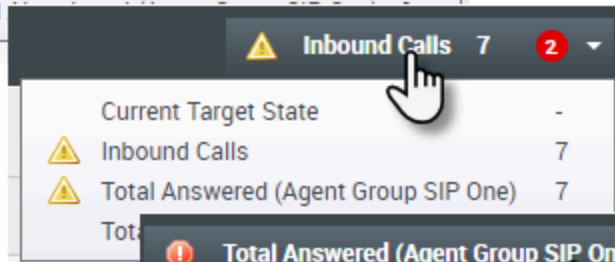 Inbound Calls 7 2
Current Target State -
Inbound Calls 7
Total Answered (Agent Group SIP One) 7
Total Answered (Agent Group SIP